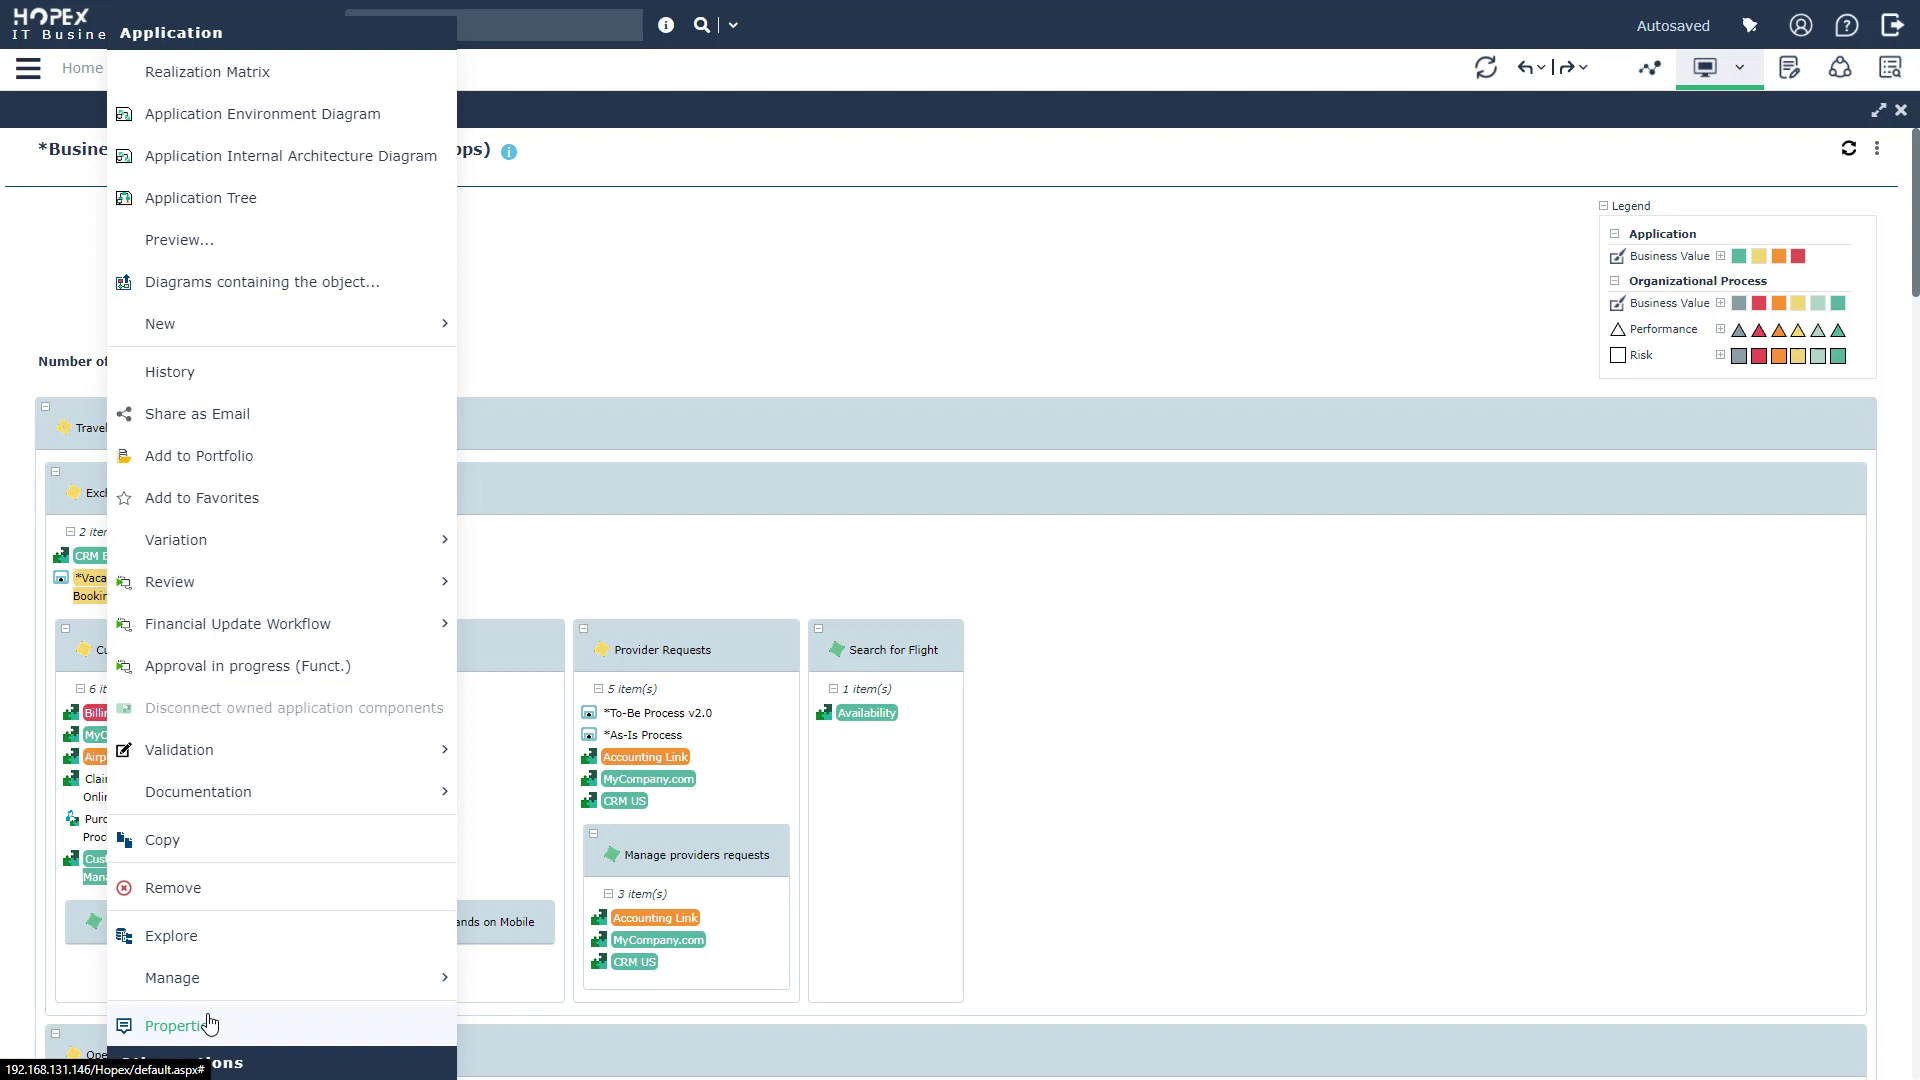 HOPEX
IT Busine
Application
Autosaved
Home
Realization Matrix
Application Environment Diagram
Application Internal Architecture Diagram
Application Tree
Preview...
Diagrams containing the object...
New
History
Share as Email
Add to Portfolio
Add to Favorites
Variation
Review
Financial Update Workflow
Approval in progress (Funct.)
Disconnect owned application components
Validation
Documentation
Copy
Remove
Explore
Manage
Properti
*Busine
ops)
Legend
Application
Business Value
Organizational Process
Business Value
Performance
Risk
Number of
Travel
Exch
2 iter
CRM E
*Vaca
Bookin
Cu
6 it
Billin
MyC
Airp
Clair
Onlin
Purc
Proc
Cust
Mana
ands on Mobile
Provider Requests
5 item(s)
*To-Be Process v2.0
*As-Is Process
Accounting Link
MyCompany.com
CRM US
Manage providers requests
3 item(s)
Accounting Link
MyCompany.com
CRM US
Search for Flight
1 item(s)
Availability
Ope
ons
192.168.131.146/Hopex/default.aspx#